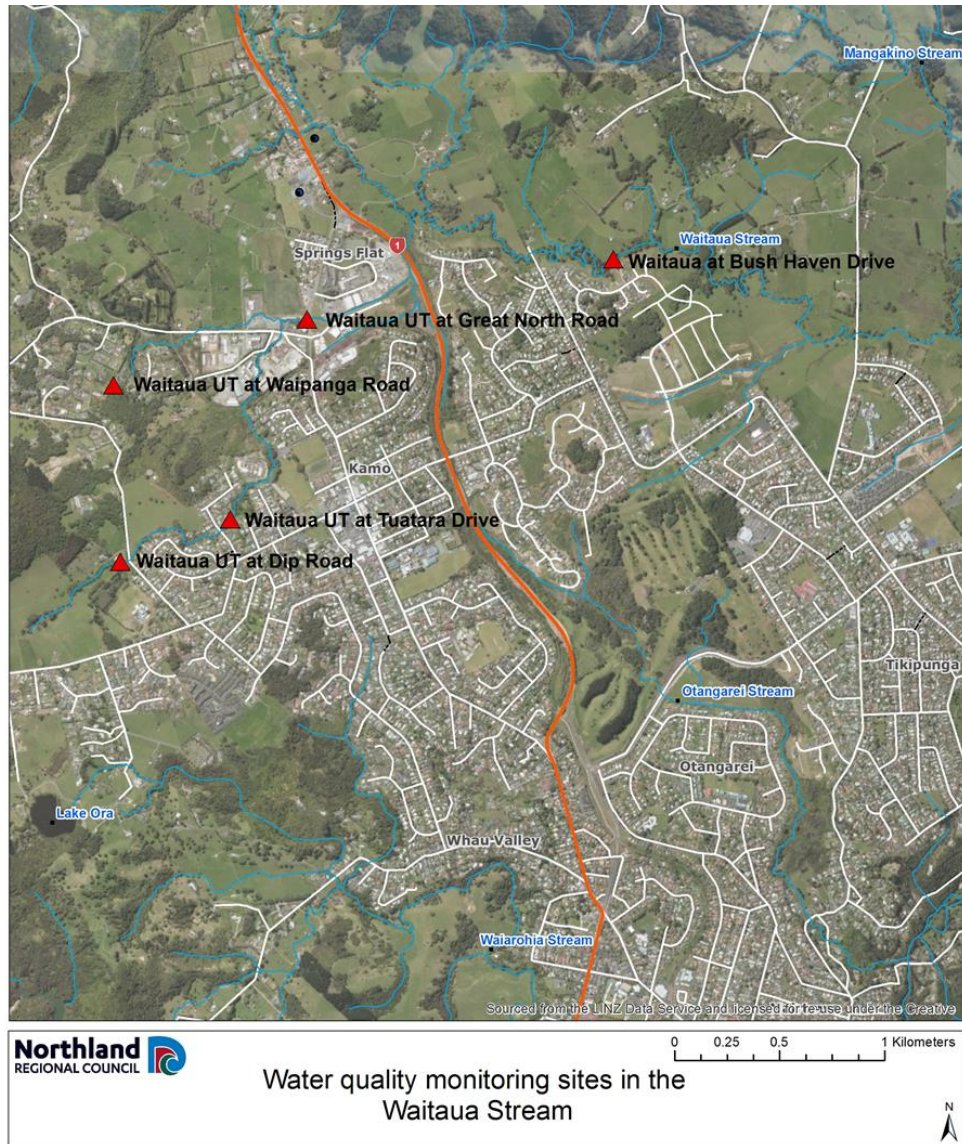 Mangakino Stream
1
Springs Flat
Waitaua Stream
Waitaua at Bush Haven Drive
Waitaua UT at Great North Road
Waitaua UT at Waipanga Road
Kamo
Waitaua UT at Tuatara Drive
Waitaua UT at Dip Road
Tikipunga
Otangarei Stream
Otangarei
Lake Ora
Whau Valley
Waiarohia Stream
Sourced from the LINZ Data Service and licensed for re-use under the Creative
Northland
REGIONAL COUNCIL
0 0.25 0.5 1 Kilometers
Water quality monitoring sites in the
Waitaua Stream
N